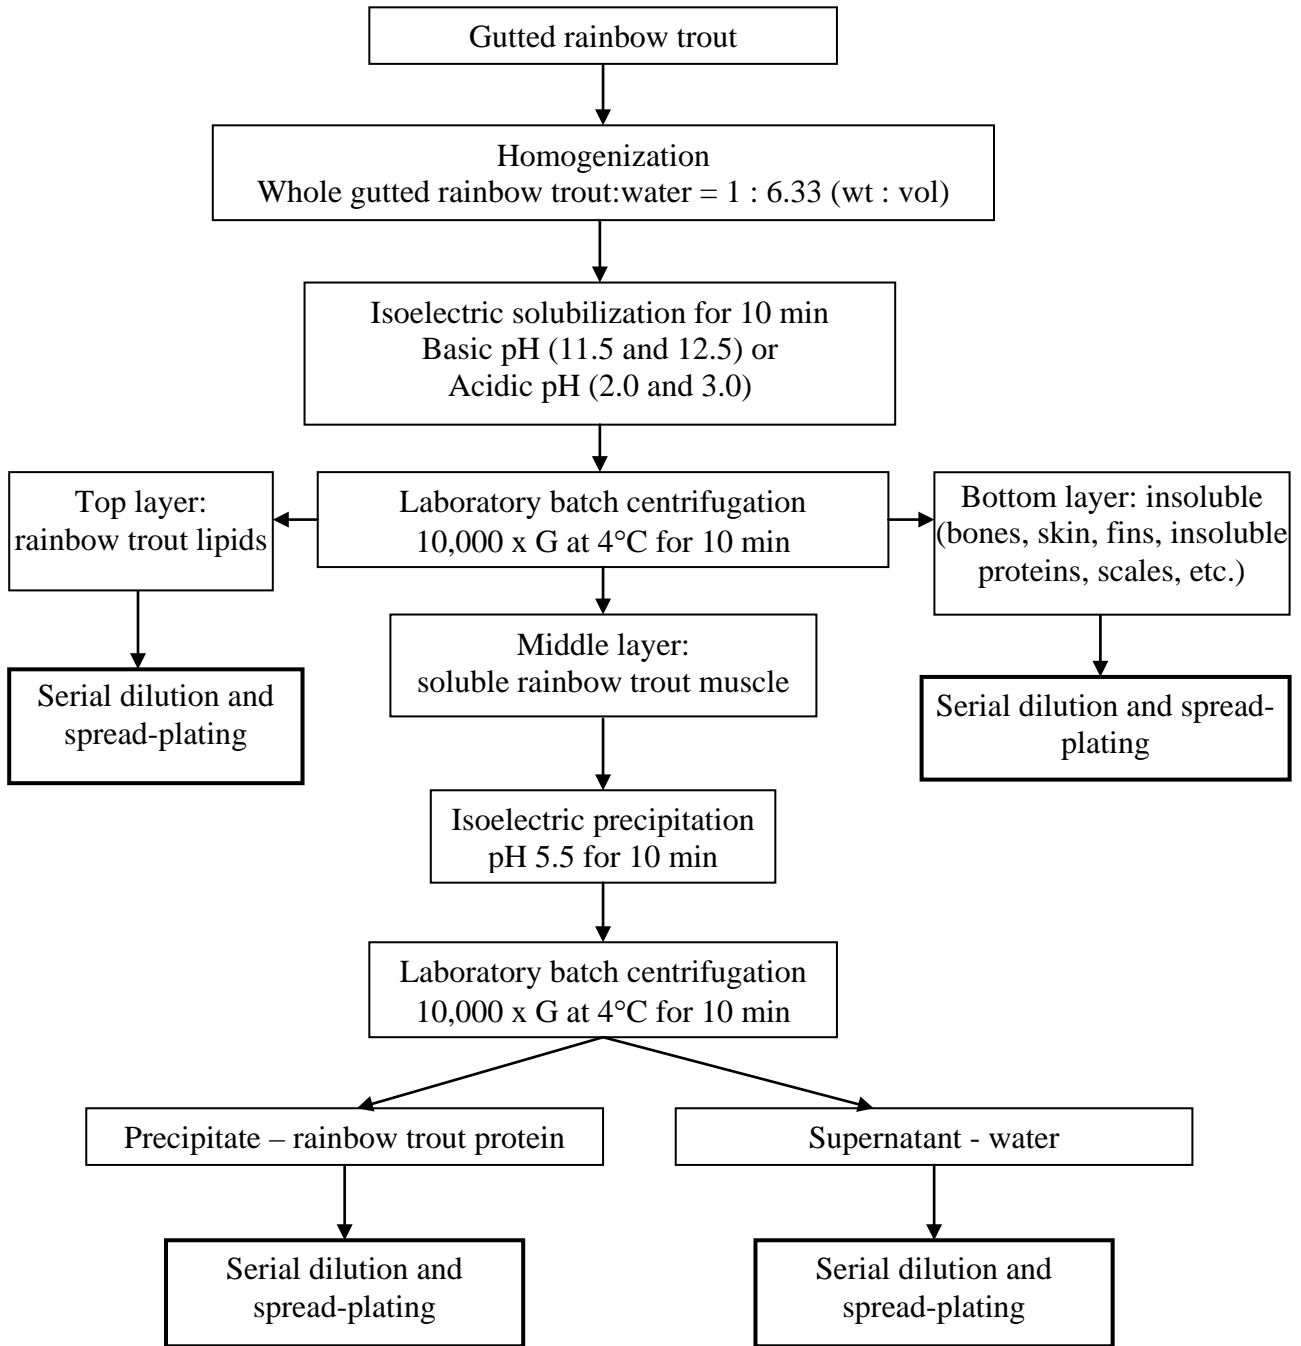 Gutted rainbow trout
Homogenization
Whole gutted rainbow trout:water = 1 : 6.33 (wt : vol)
Isoelectric solubilization for 10 min
Basic pH (11.5 and 12.5) or
Acidic pH (2.0 and 3.0)
Top layer:
rainbow trout lipids
Laboratory batch centrifugation
10,000 x G at 4°C for 10 min
Bottom layer: insoluble
(bones, skin, fins, insoluble
proteins, scales, etc.)
Serial dilution and
spread-plating
Middle layer:
soluble rainbow trout muscle
Serial dilution and spread-
plating
Isoelectric precipitation
pH 5.5 for 10 min
Laboratory batch centrifugation
10,000 x G at 4°C for 10 min
Precipitate – rainbow trout protein
Supernatant - water
Serial dilution and
spread-plating
Serial dilution and
spread-plating